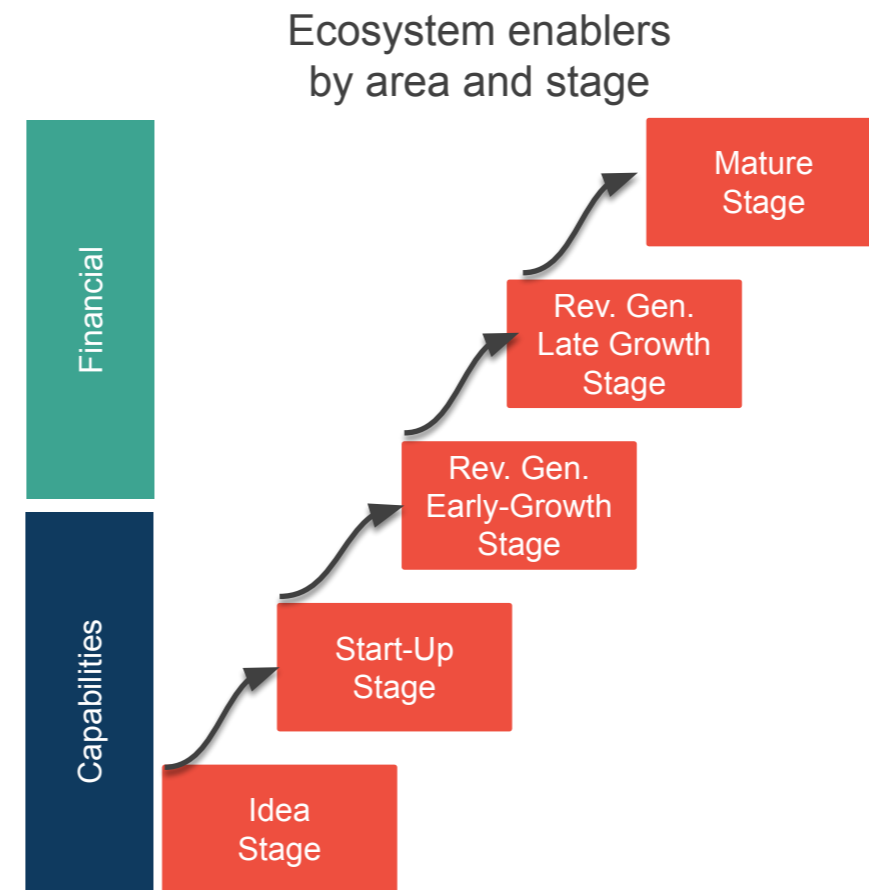 Ecosystem enablers
by area and stage
Financial
Capabilities
Mature
Stage
Rev. Gen.
Late Growth
Stage
Rev. Gen.
Early-Growth
Stage
Start-Up
Stage
Idea
Stage